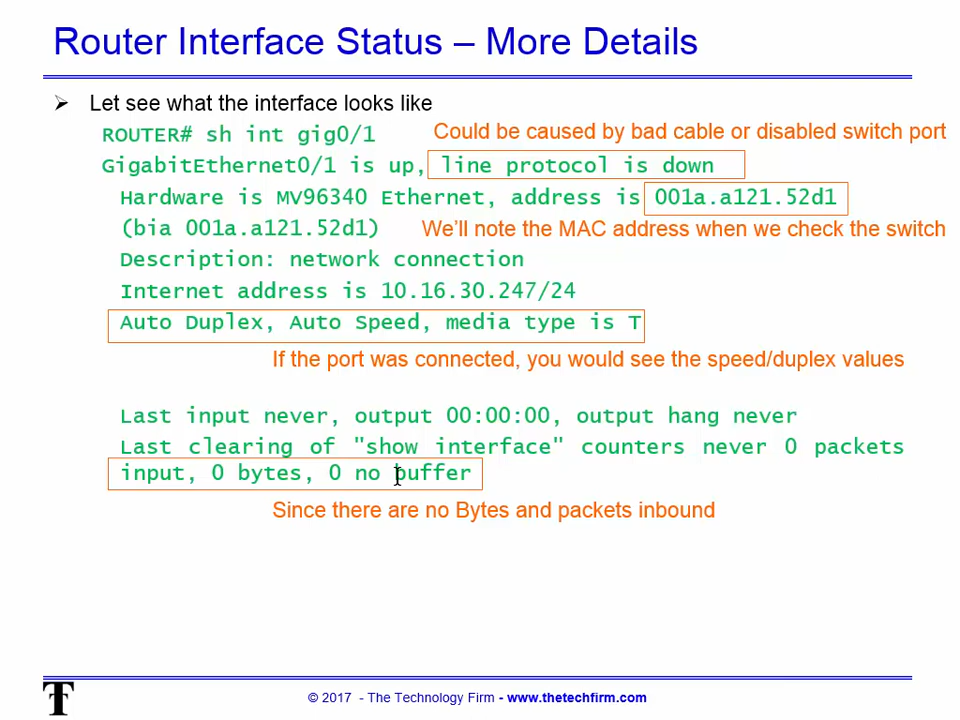 Router Interface Status – More Details
➢ Let see what the interface looks like
ROUTER# sh int gig0/1
Could be caused by bad cable or disabled switch port
GigabitEthernet0/1 is up, line protocol is down
Hardware is MV96340 Ethernet, address is 001a.a121.52d1
(bia 001a.a121.52d1)
We'll note the MAC address when we check the switch
Description: network connection
Internet address is 10.16.30.247/24
Auto Duplex, Auto Speed, media type is T
If the port was connected, you would see the speed/duplex values
Last input never, output 00:00:00, output hang never
Last clearing of "show interface" counters never 0 packets
input, 0 bytes, 0 no buffer
Since there are no Bytes and packets inbound
T
© 2017 - The Technology Firm - www.thetechfirm.com